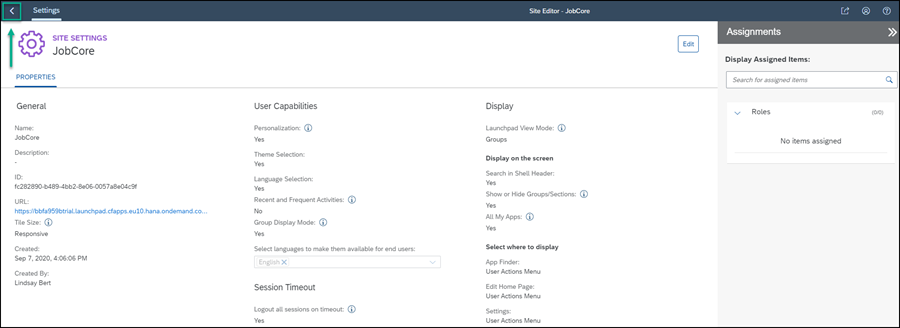 Settings
Site Editor - JobCore
SITE SETTINGS
JobCore
Edit
PROPERTIES
General
Name:
JobCore
Description:
-
ID:
fc282890-b489-4bb2-8e06-0057a8e04c9f
URL:
https://bbfa959btrial.launchpad.cfapps.eu10.hana.ondemand.co...
Tile Size:
Responsive
Created:
Sep 7, 2020, 4:06:06 PM
Created By:
Lindsay Bert
User Capabilities
Personalization:
Yes
Theme Selection:
Yes
Language Selection:
Yes
Recent and Frequent Activities:
No
Group Display Mode:
Yes
Select languages to make them available for end users:
English
Session Timeout
Logout all sessions on timeout:
Yes
Display
Launchpad View Mode:
Groups
Display on the screen
Search in Shell Header:
Yes
Show or Hide Groups/Sections:
Yes
All My Apps:
Yes
Select where to display
App Finder:
User Actions Menu
Edit Home Page:
User Actions Menu
Settings:
User Actions Menu
Assignments
Display Assigned Items:
Search for assigned items
Roles (0/0)
No items assigned